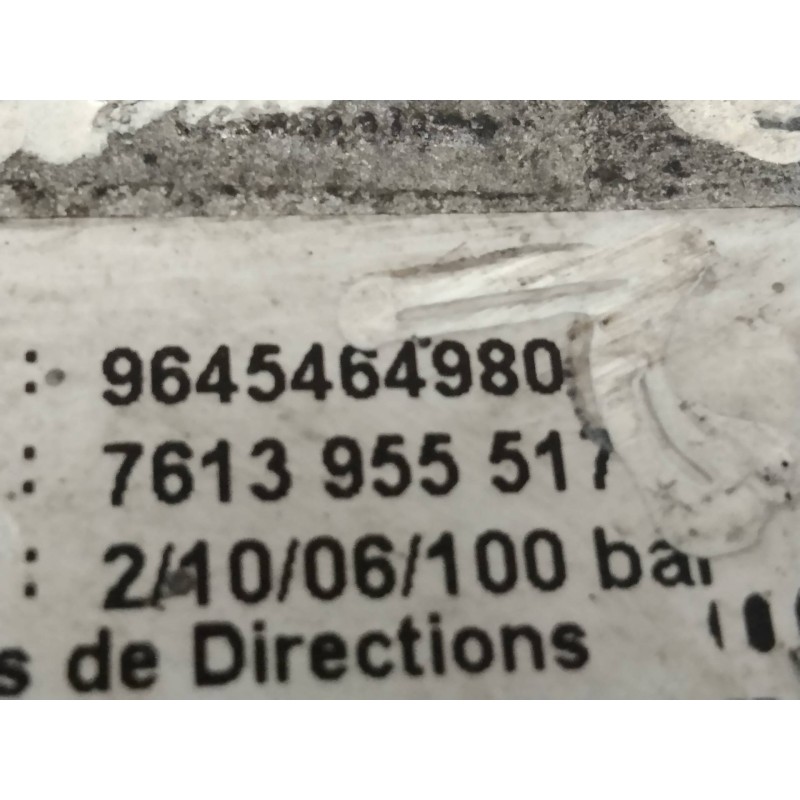 : 9645464980
: 7613 955 517
: 2/10/06/100 bar
s de Directions